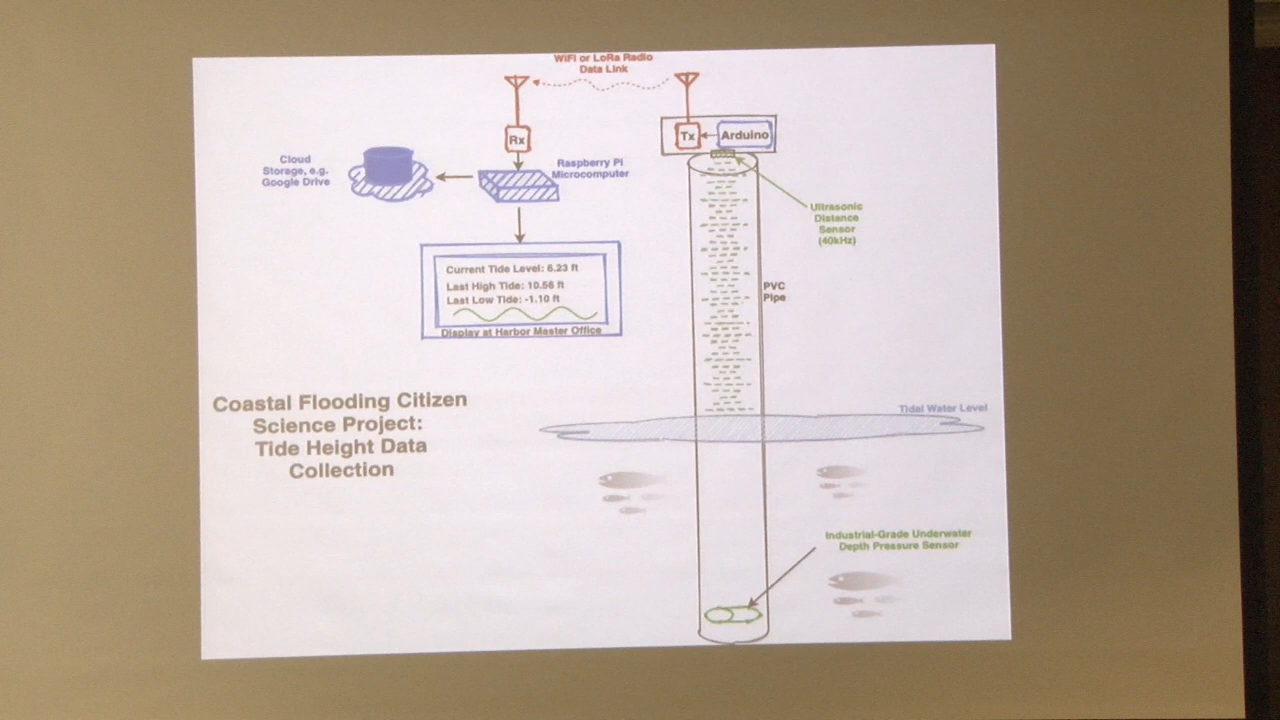 WiFi or LoRa Radio
Data Link
Rx
Tx
Arduino
Cloud
Storage, e.g.
Google Drive
Raspberry Pi
Microcomputer
Ultrasonic
Distance
Sensor
(40kHz)
Current Tide Level: 6.23 ft
Last High Tide: 10.56 ft
Last Low Tide: -1.10 ft
Display at Harbor Master Office
PVC
Pipe
Coastal Flooding Citizen
Science Project:
Tide Height Data
Collection
Tidal Water Level
Industrial-Grade Underwater
Depth Pressure Sensor